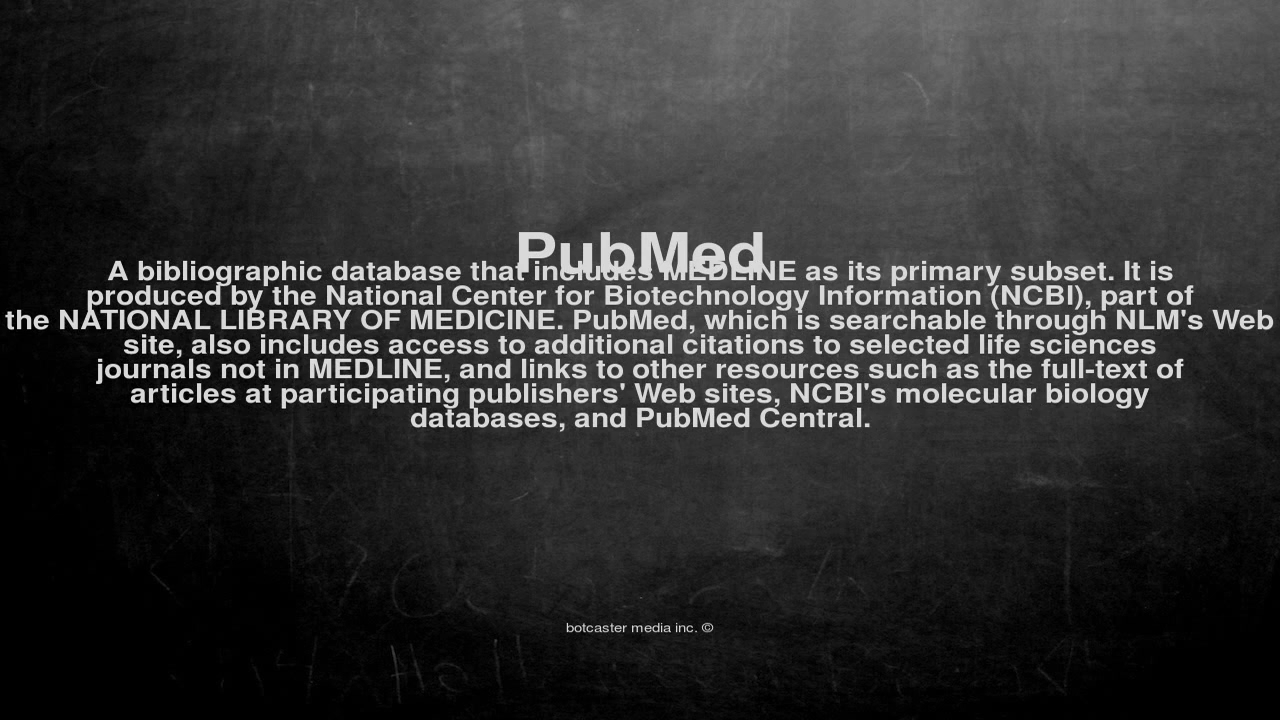 PubMed
A bibliographic database that includes MEDLINE as its primary subset. It is
produced by the National Center for Biotechnology Information (NCBI), part of
the NATIONAL LIBRARY OF MEDICINE. PubMed, which is searchable through NLM's Web
site, also includes access to additional citations to selected life sciences
journals not in MEDLINE, and links to other resources such as the full-text of
articles at participating publishers' Web sites, NCBI's molecular biology
databases, and PubMed Central.
botcaster media inc. ©